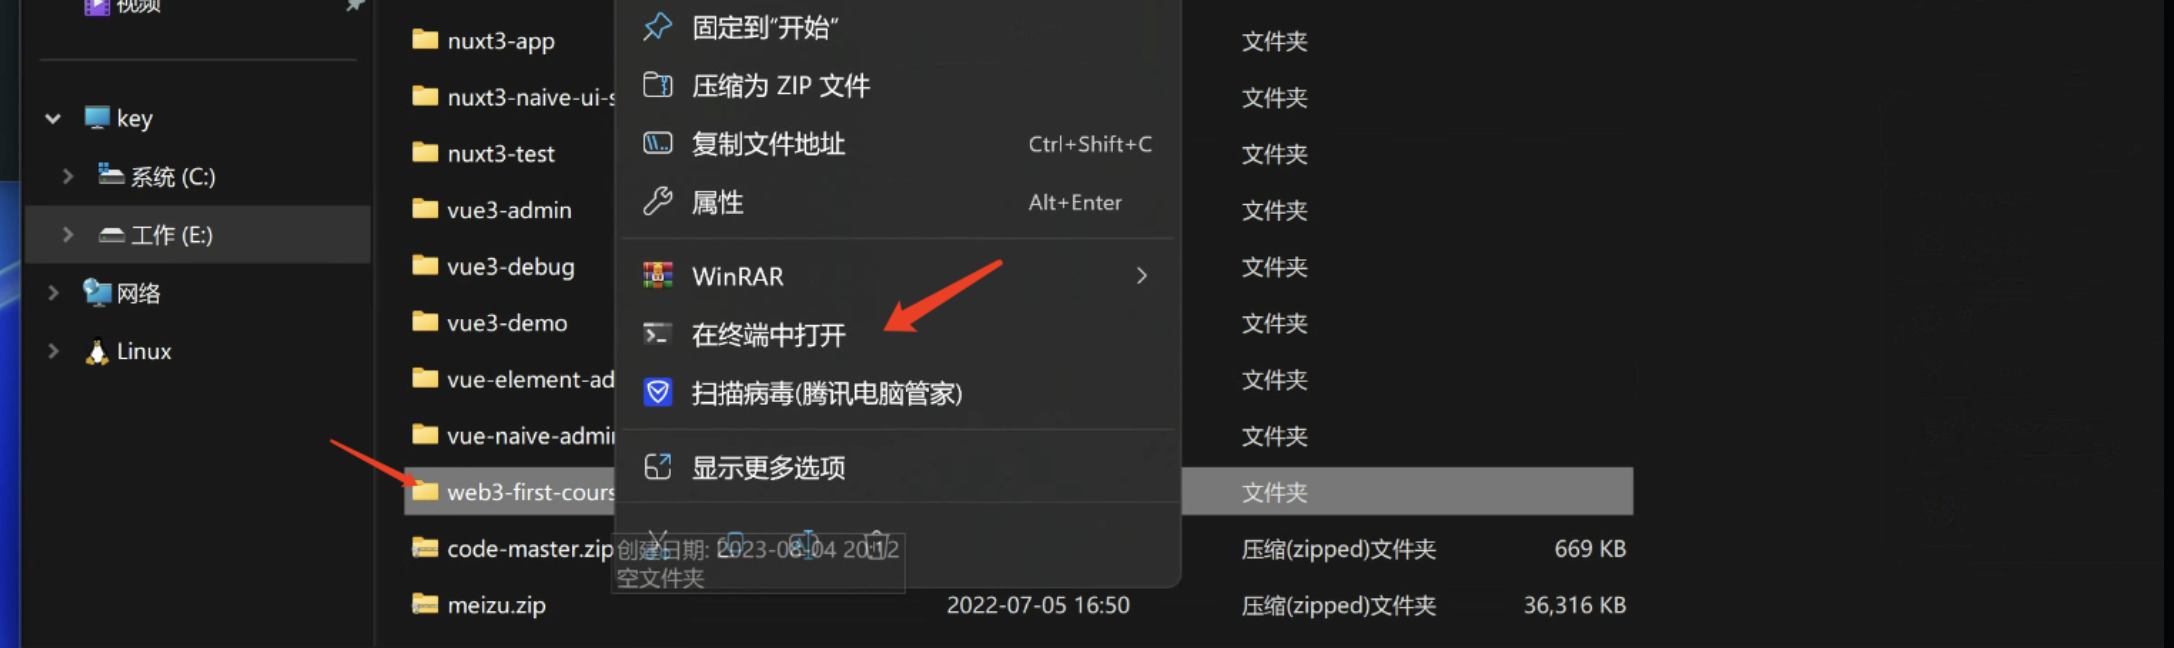 视频
key
系统 (C:)
工作 (E:)
网络
Linux
nuxt3-app
nuxt3-naive-ui-s
nuxt3-test
vue3-admin
vue3-debug
vue3-demo
vue-element-ad
vue-naive-admin
web3-first-cours
code-master.zip
meizu.zip
固定到"开始"
压缩为 ZIP 文件
复制文件地址 Ctrl+Shift+C
属性 Alt+Enter
WinRAR
在终端中打开
扫描病毒(腾讯电脑管家)
显示更多选项
创建日期: 2023-08-04 20:12
空文件夹
2022-07-05 16:50
文件夹
文件夹
文件夹
文件夹
文件夹
文件夹
文件夹
文件夹
文件夹
压缩(zipped)文件夹 669 KB
压缩(zipped)文件夹 36,316 KB